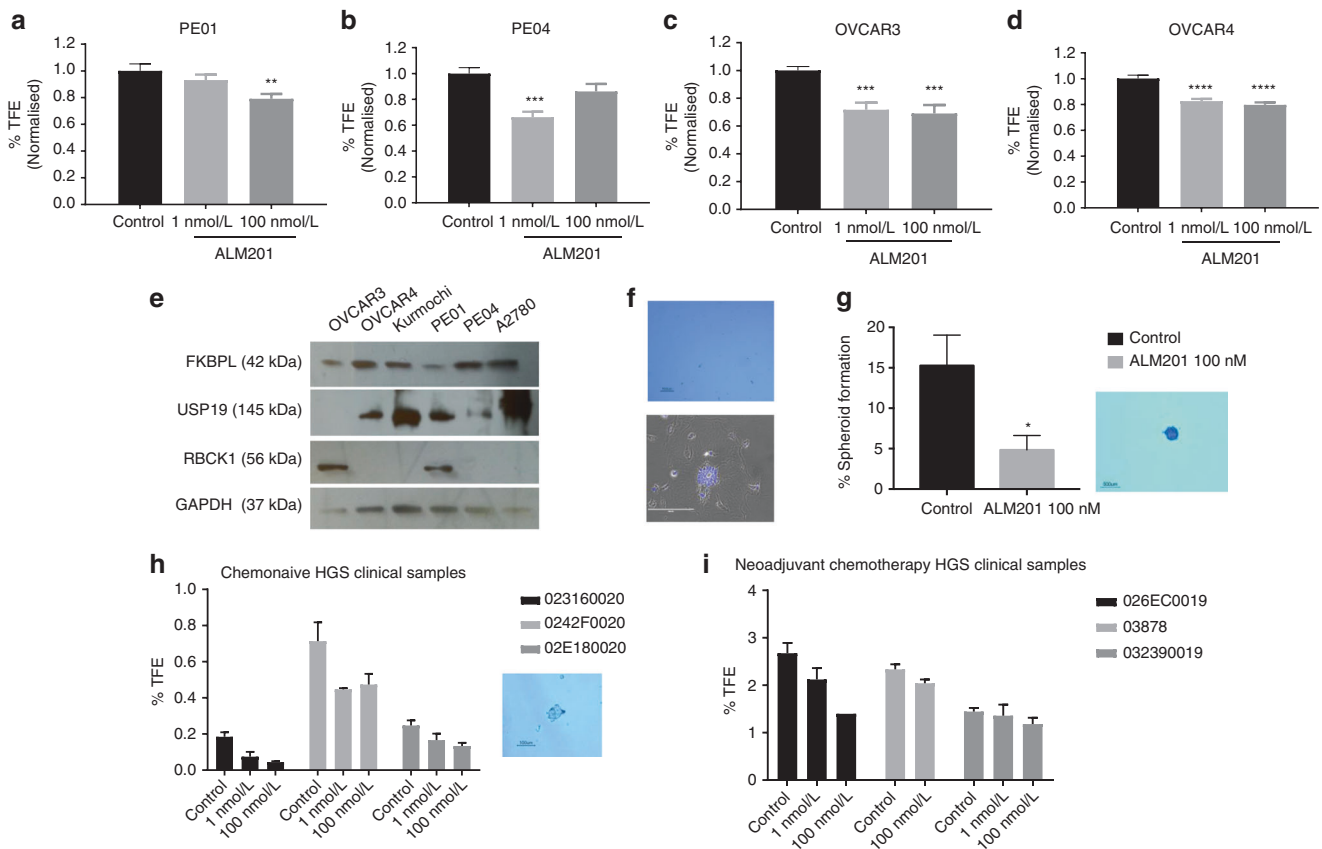 a
PE01
% TFE
(Normalised)
1.2
1.0
0.8
0.6
0.4
0.2
0.0
Control 1 nmol/L 100 nmol/L
ALM201
b
PE04
% TFE
(Normalised)
1.2
1.0
0.8
0.6
0.4
0.2
0.0
Control 1 nmol/L 100 nmol/L
ALM201
c
OVCAR3
% TFE
(Normalised)
1.2
1.0
0.8
0.6
0.4
0.2
0.0
Control 1 nmol/L 100 nmol/L
ALM201
d
OVCAR4
% TFE
(Normalised)
1.2
1.0
0.8
0.6
0.4
0.2
0.0
Control 1 nmol/L 100 nmol/L
ALM201
**
***
*** ***
**** ****
e
OVCAR3 OVCAR4 Kurmochi PE01 PE04 A2780
FKBPL (42 kDa)
USP19 (145 kDa)
RBCK1 (56 kDa)
GAPDH (37 kDa)
f
g
% Spheroid formation
20
15
10
5
0
*
Control ALM201 100 nM
Control
ALM201 100 nM
h
Chemonaive HGS clinical samples
% TFE
1.0
0.8
0.6
0.4
0.2
0.0
Control 1 nmol/L 100 nmol/L Control 1 nmol/L 100 nmol/L Control 1 nmol/L 100 nmol/L
023160020
0242F0020
02E180020
i
Neoadjuvant chemotherapy HGS clinical samples
% TFE
4
3
2
1
0
Control 1 nmol/L 100 nmol/L Control 100 nmol/L Control 1 nmol/L 100 nmol/L
026EC0019
03878
032390019